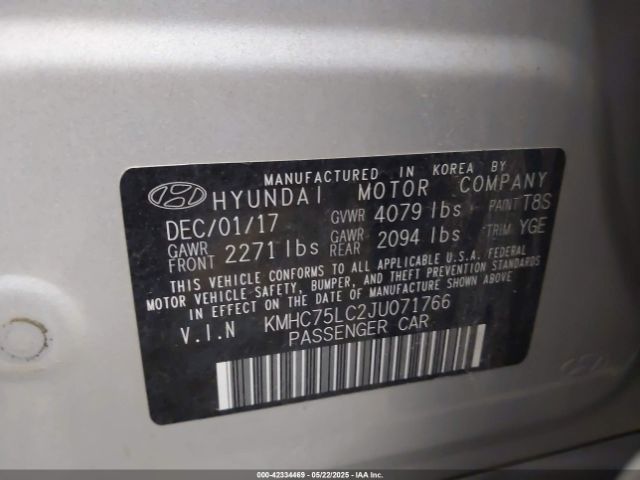 MANUFACTURED IN KOREA BY
HYUNDAI MOTOR COMPANY
DEC/01/17 GVWR 4079 lbs PAINT T8S
GAWR FRONT 2271 lbs GAWR REAR 2094 lbs TRIM YGE
THIS VEHICLE CONFORMS TO ALL APPLICABLE U.S.A. FEDERAL
MOTOR VEHICLE SAFETY, BUMPER, AND THEFT PREVENTION STANDARDS
IN EFFECT ON THE DATE OF MANUFACTURE SHOWN ABOVE.
V.I.N KMHC75LC2JU071766
PASSENGER CAR
000-42334469 - 05/22/2025 - IAA Inc.